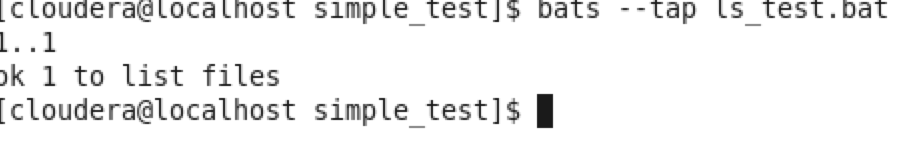 [cloudera@localhost simple_test]$ bats --tap ls_test.bat
1..1
ok 1 to list files
[cloudera@localhost simple_test]$